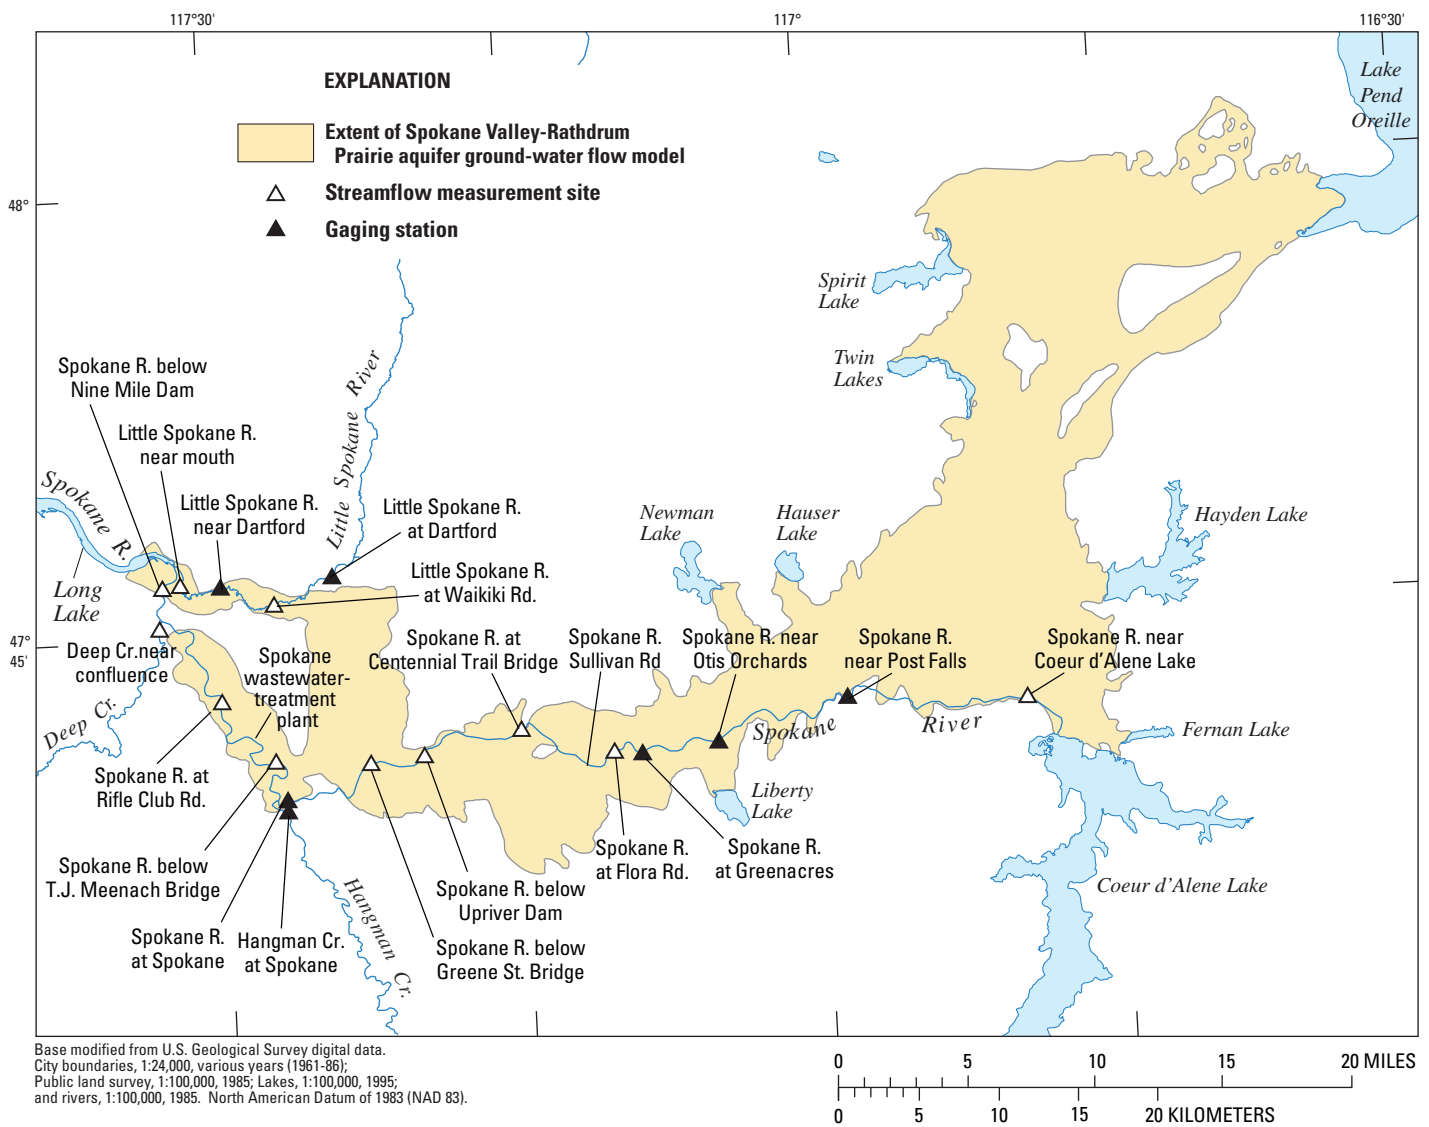 117°30'
117°
116°30'
EXPLANATION
Extent of Spokane Valley-Rathdrum
Prairie aquifer ground-water flow model
Streamflow measurement site
Gaging station
Lake
Pend
Oreille
48°
Spirit
Lake
Twin
Lakes
Spokane R. below
Nine Mile Dam
Little Spokane R.
near mouth
Little Spokane River
Spokane R.
Little Spokane R.
near Dartford
Little Spokane R.
at Dartford
Newman
Lake
Hauser
Lake
Hayden Lake
Long
Lake
Little Spokane R.
at Waikiki Rd.
47°
45'
Deep Cr.near
confluence
Spokane
wastewater-
treatment
plant
Spokane R. at
Centennial Trail Bridge
Spokane R.
Sullivan Rd
Spokane R. near
Otis Orchards
Spokane R.
near Post Falls
Spokane R. near
Coeur d'Alene Lake
Deep Cr.
Spokane
River
Fernan Lake
Spokane R. at
Rifle Club Rd.
Liberty
Lake
Spokane R. below
T.J. Meenach Bridge
Spokane R.
at Flora Rd.
Spokane R.
at Greenacres
Coeur d'Alene Lake
Spokane R. below
Upriver Dam
Hangman Cr.
Spokane R.
at Spokane
Hangman Cr.
at Spokane
Spokane R. below
Greene St. Bridge
Base modified from U.S. Geological Survey digital data.
City boundaries, 1:24,000, various years (1961-86);
Public land survey, 1:100,000, 1985; Lakes, 1:100,000, 1995;
and rivers, 1:100,000, 1985. North American Datum of 1983 (NAD 83).
0 5 10 15 20 MILES
0 5 10 15 20 KILOMETERS